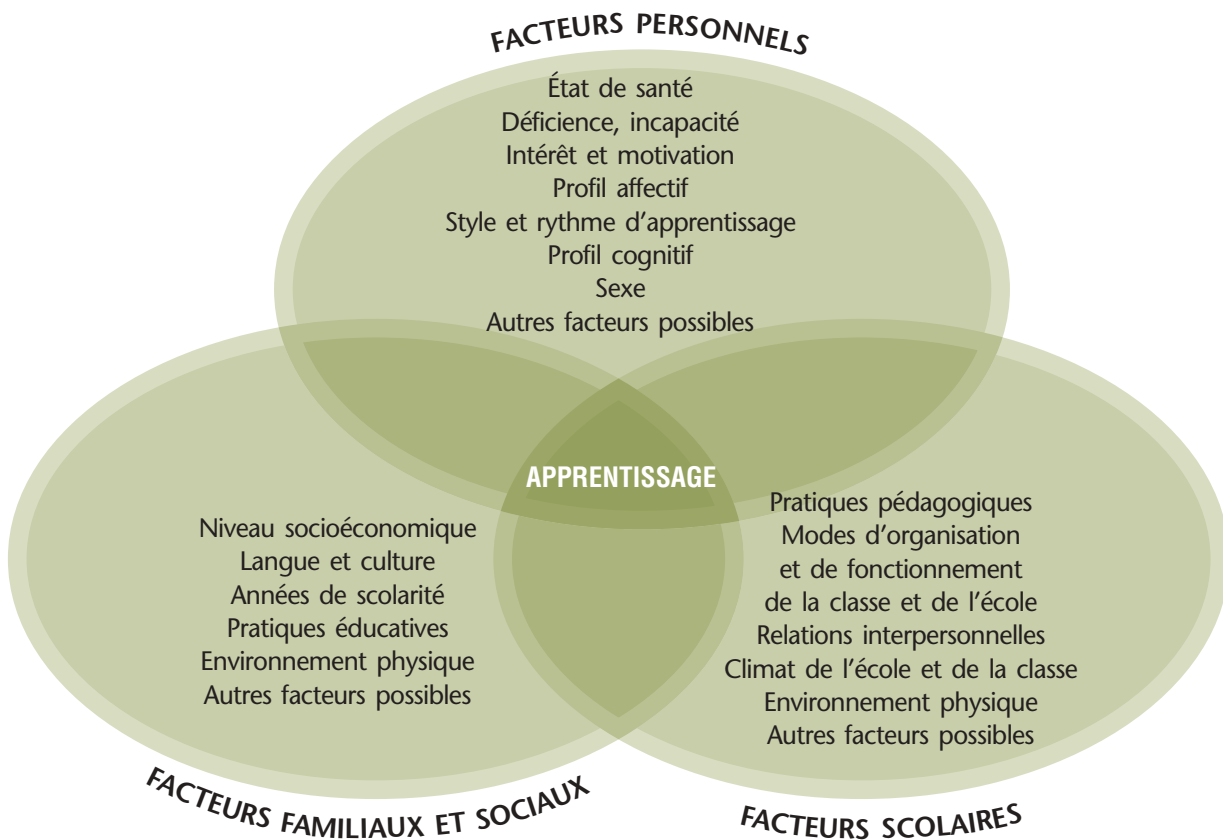 FACTEURS PERSONNELS
État de santé
Déficience, incapacité
Intérêt et motivation
Profil affectif
Style et rythme d'apprentissage
Profil cognitif
Sexe
Autres facteurs possibles
APPRENTISSAGE
Niveau socioéconomique
Langue et culture
Années de scolarité
Pratiques éducatives
Environnement physique
Autres facteurs possibles
Pratiques pédagogiques
Modes d'organisation
et de fonctionnement
de la classe et de l'école
Relations interpersonnelles
Climat de l'école et de la classe
Environnement physique
Autres facteurs possibles
FACTEURS FAMILIAUX ET SOCIAUX
FACTEURS SCOLAIRES